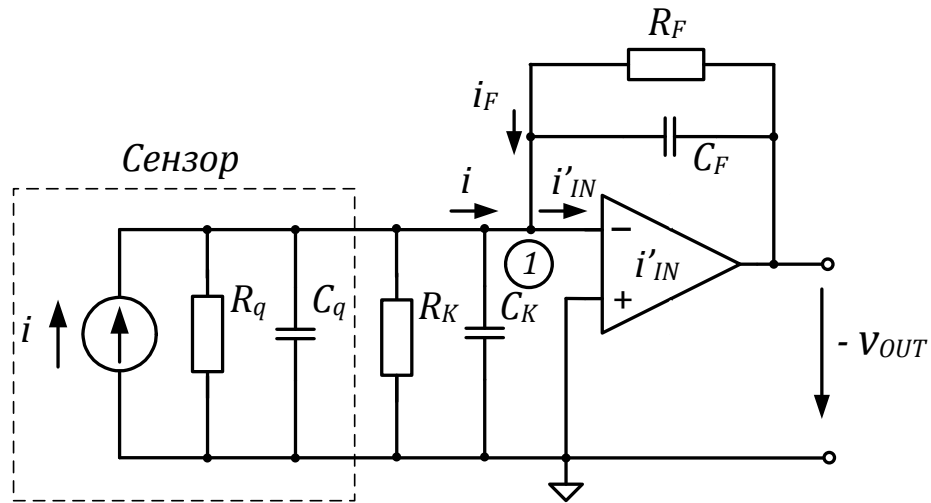 R_F
i_F
C_F
Сензор
i
i'_IN
1
i'_IN
−
+
i
R_q
C_q
R_K
C_K
- v_OUT